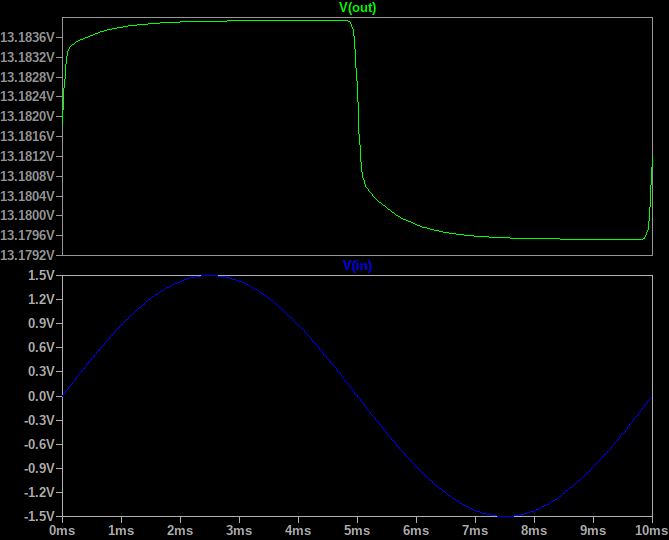 V(out)
13.1836V
13.1832V
13.1828V
13.1824V
13.1820V
13.1816V
13.1812V
13.1808V
13.1804V
13.1800V
13.1796V
13.1792V
V(in)
1.5V
1.2V
0.9V
0.6V
0.3V
0.0V
-0.3V
-0.6V
-0.9V
-1.2V
-1.5V
0ms 1ms 2ms 3ms 4ms 5ms 6ms 7ms 8ms 9ms 10ms